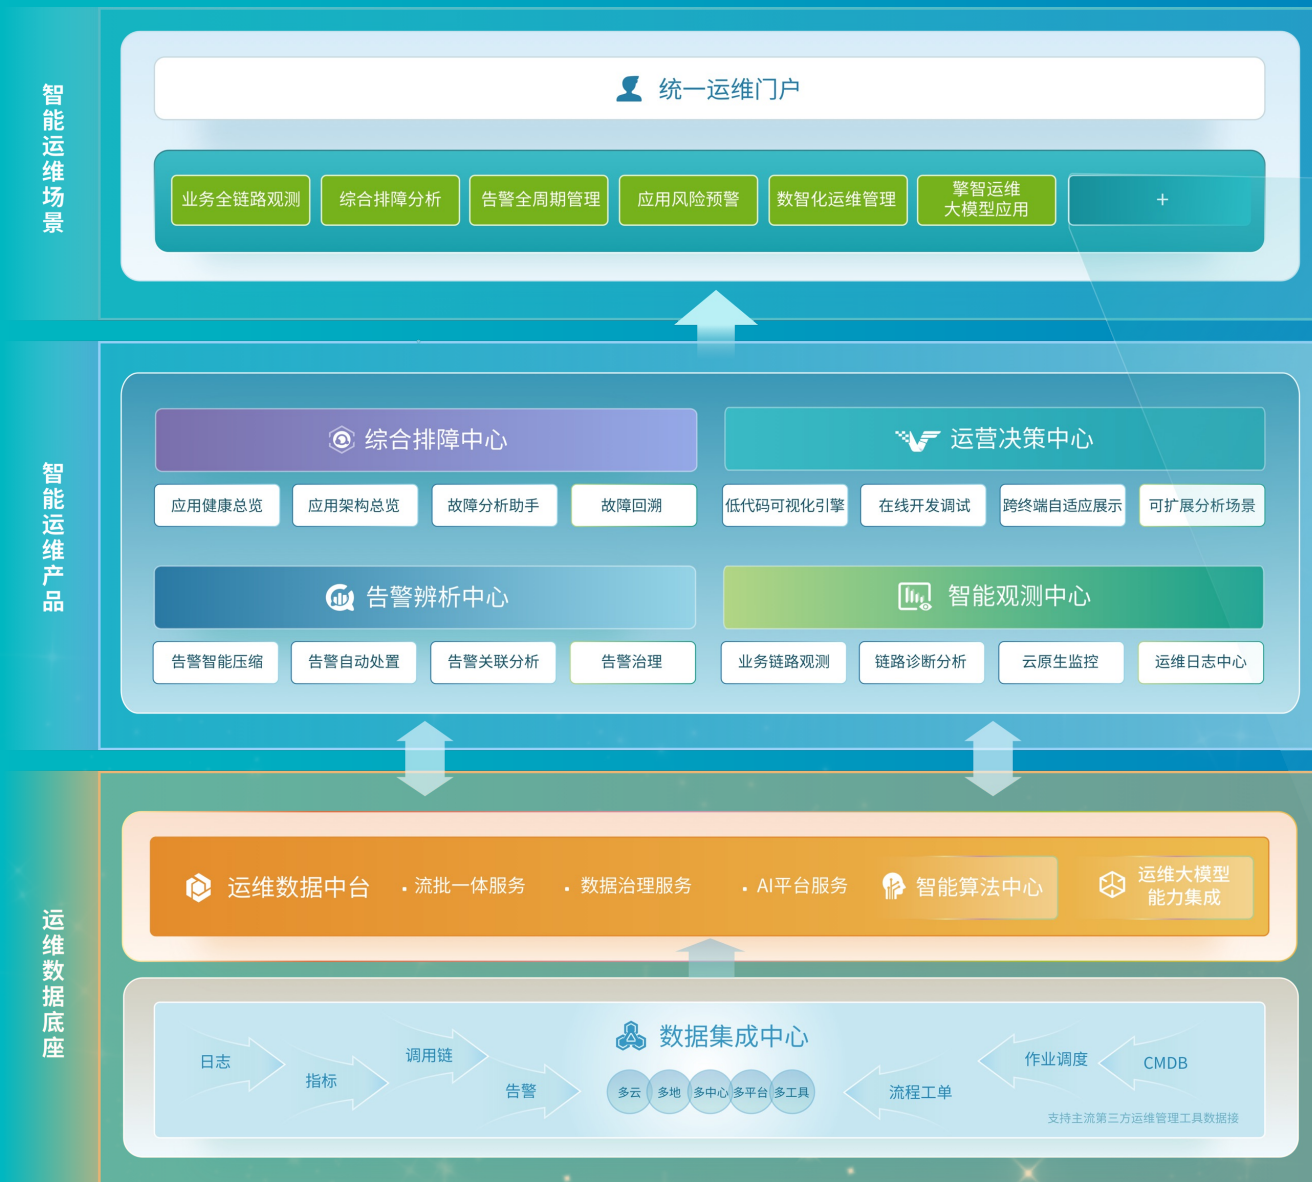 智能运维场景
统一运维门户
业务全链路观测
综合排障分析
告警全周期管理
应用风险预警
数智化运维管理
擎智运维
大模型应用
+
智能运维产品
综合排障中心
运营决策中心
应用健康总览
应用架构总览
故障分析助手
故障回溯
低代码可视化引擎
在线开发调试
跨终端自适应展示
可扩展分析场景
告警辨析中心
智能观测中心
告警智能压缩
告警自动处置
告警关联分析
告警治理
业务链路观测
链路诊断分析
云原生监控
运维日志中心
运维数据底座
运维数据中台
· 流批一体服务
· 数据治理服务
· AI平台服务
智能算法中心
运维大模型
能力集成
数据集成中心
日志
指标
调用链
告警
多云
多地
多中心
多平台
多工具
流程工单
作业调度
CMDB
支持主流第三方运维管理工具数据接